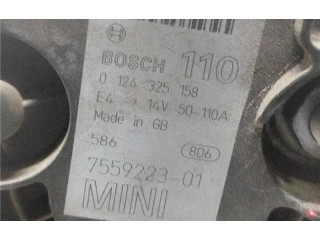 BOSCH 110
0 124 325 158
E4 → 14V 50-110A
Made in GB
586 806
7559223-01
MINI